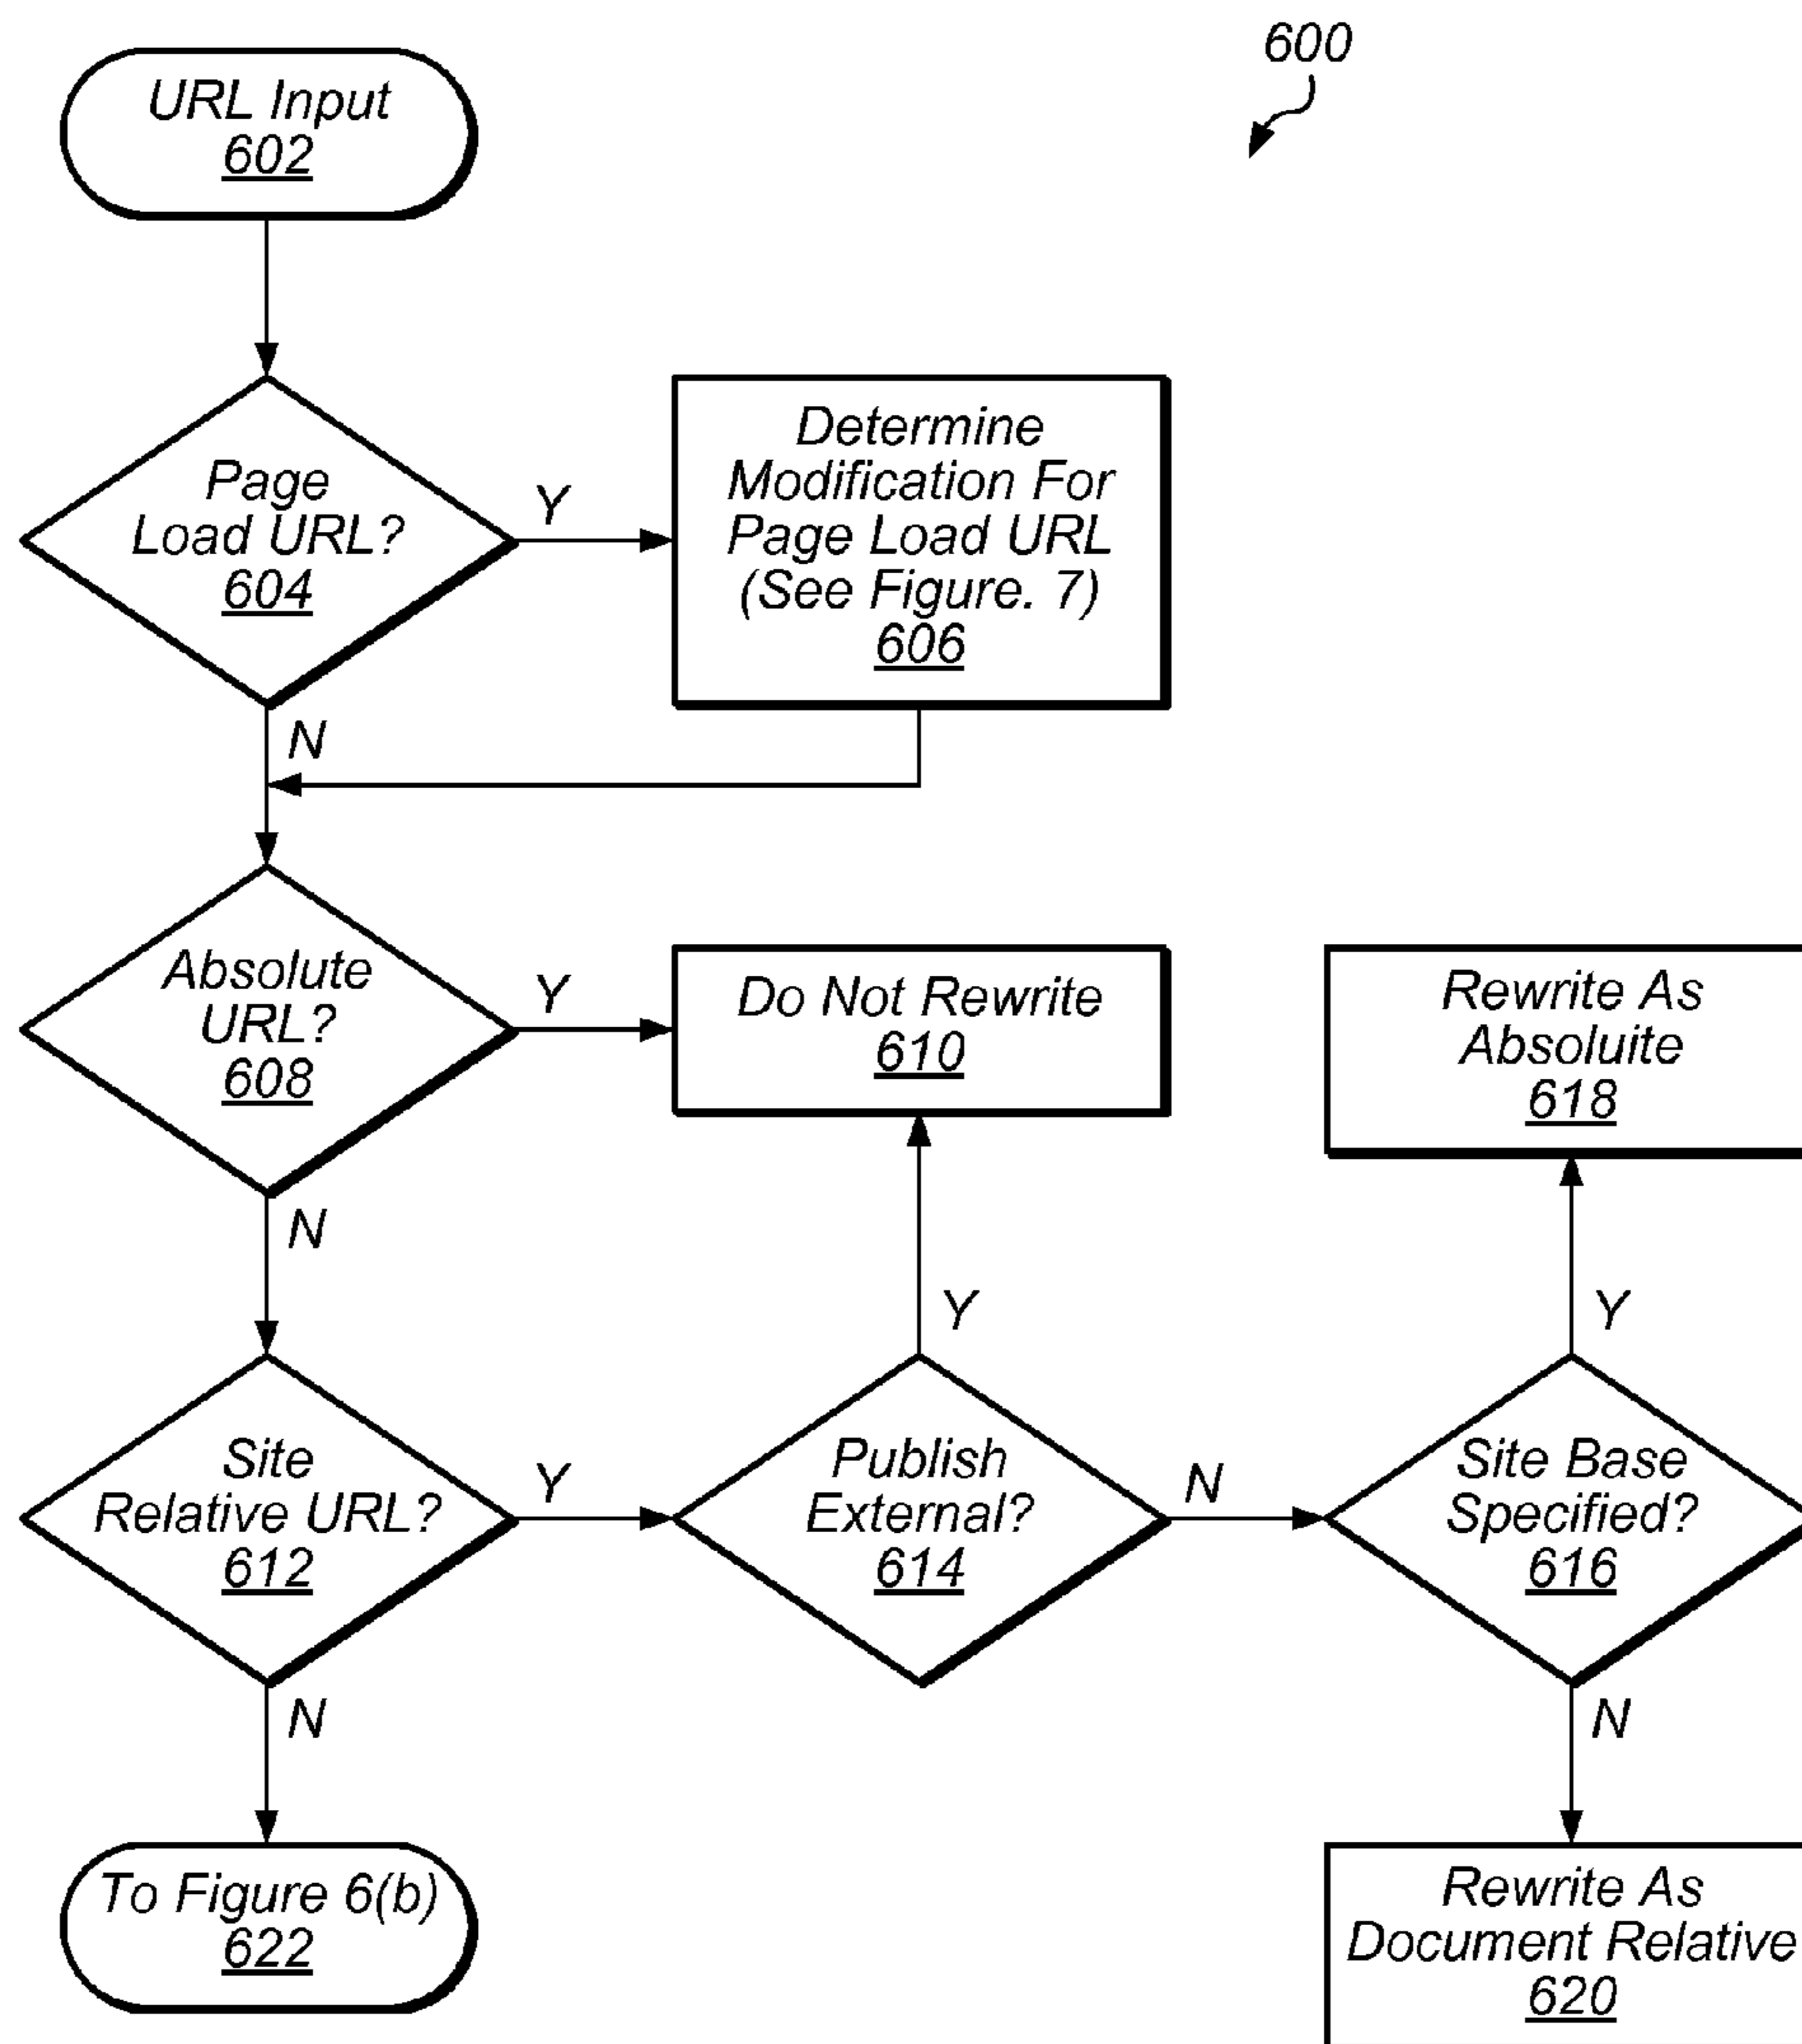 600
URL Input
602
Page
Load URL?
604
Y
Determine
Modification For
Page Load URL
(See Figure. 7)
606
N
Absolute
URL?
608
Y
Do Not Rewrite
610
Rewrite As
Absoluite
618
N
Y
Y
Site
Relative URL?
612
Y
Publish
External?
614
N
Site Base
Specified?
616
N
N
To Figure 6(b)
622
Rewrite As
Document Relative
620